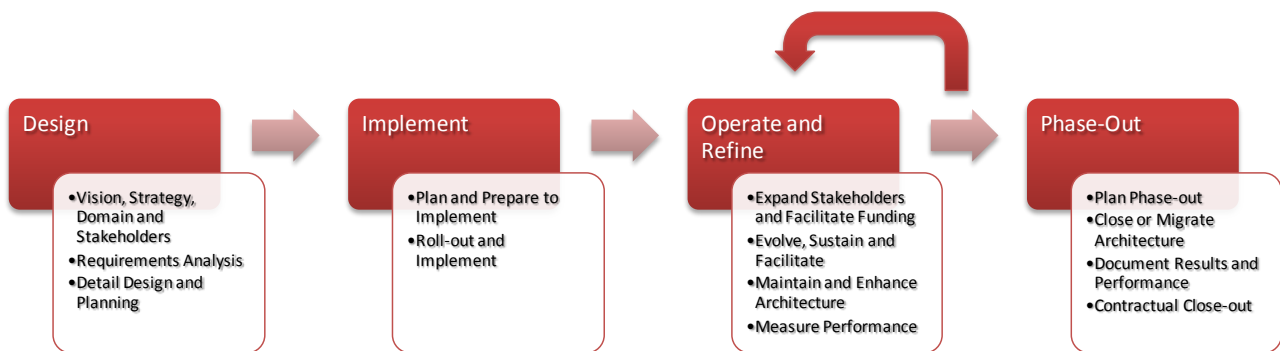 Design
•Vision, Strategy,
Domain and
Stakeholders
•Requirements Analysis
•Detail Design and
Planning
Implement
•Plan and Prepare to
Implement
•Roll-out and
Implement
Operate and
Refine
•Expand Stakeholders
and Facilitate Funding
•Evolve, Sustain and
Facilitate
•Maintain and Enhance
Architecture
•Measure Performance
Phase-Out
•Plan Phase-out
•Close or Migrate
Architecture
•Document Results and
Performance
•Contractual Close-out